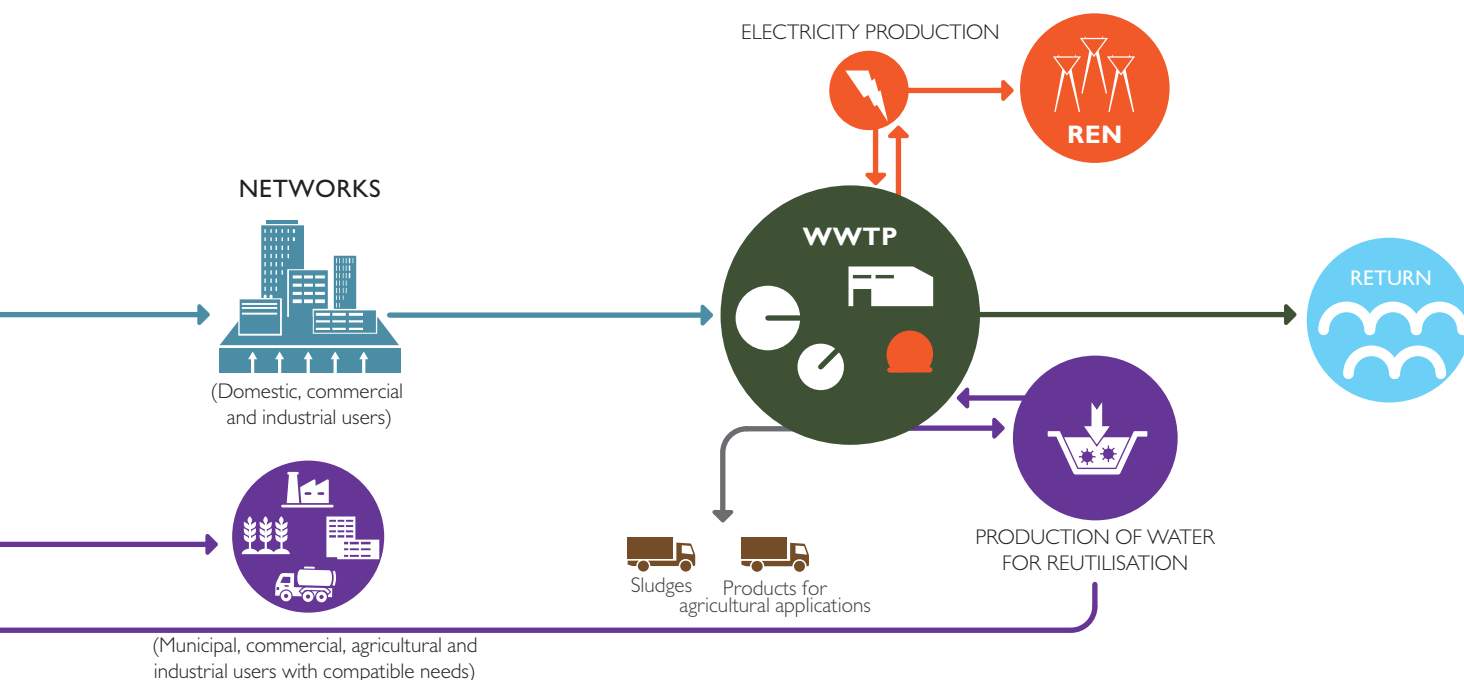 ELECTRICITY PRODUCTION
REN
NETWORKS
WWTP
RETURN
(Domestic, commercial
and industrial users)
PRODUCTION OF WATER
FOR REUTILISATION
Sludges
Products for
agricultural applications
(Municipal, commercial, agricultural and
industrial users with compatible needs)